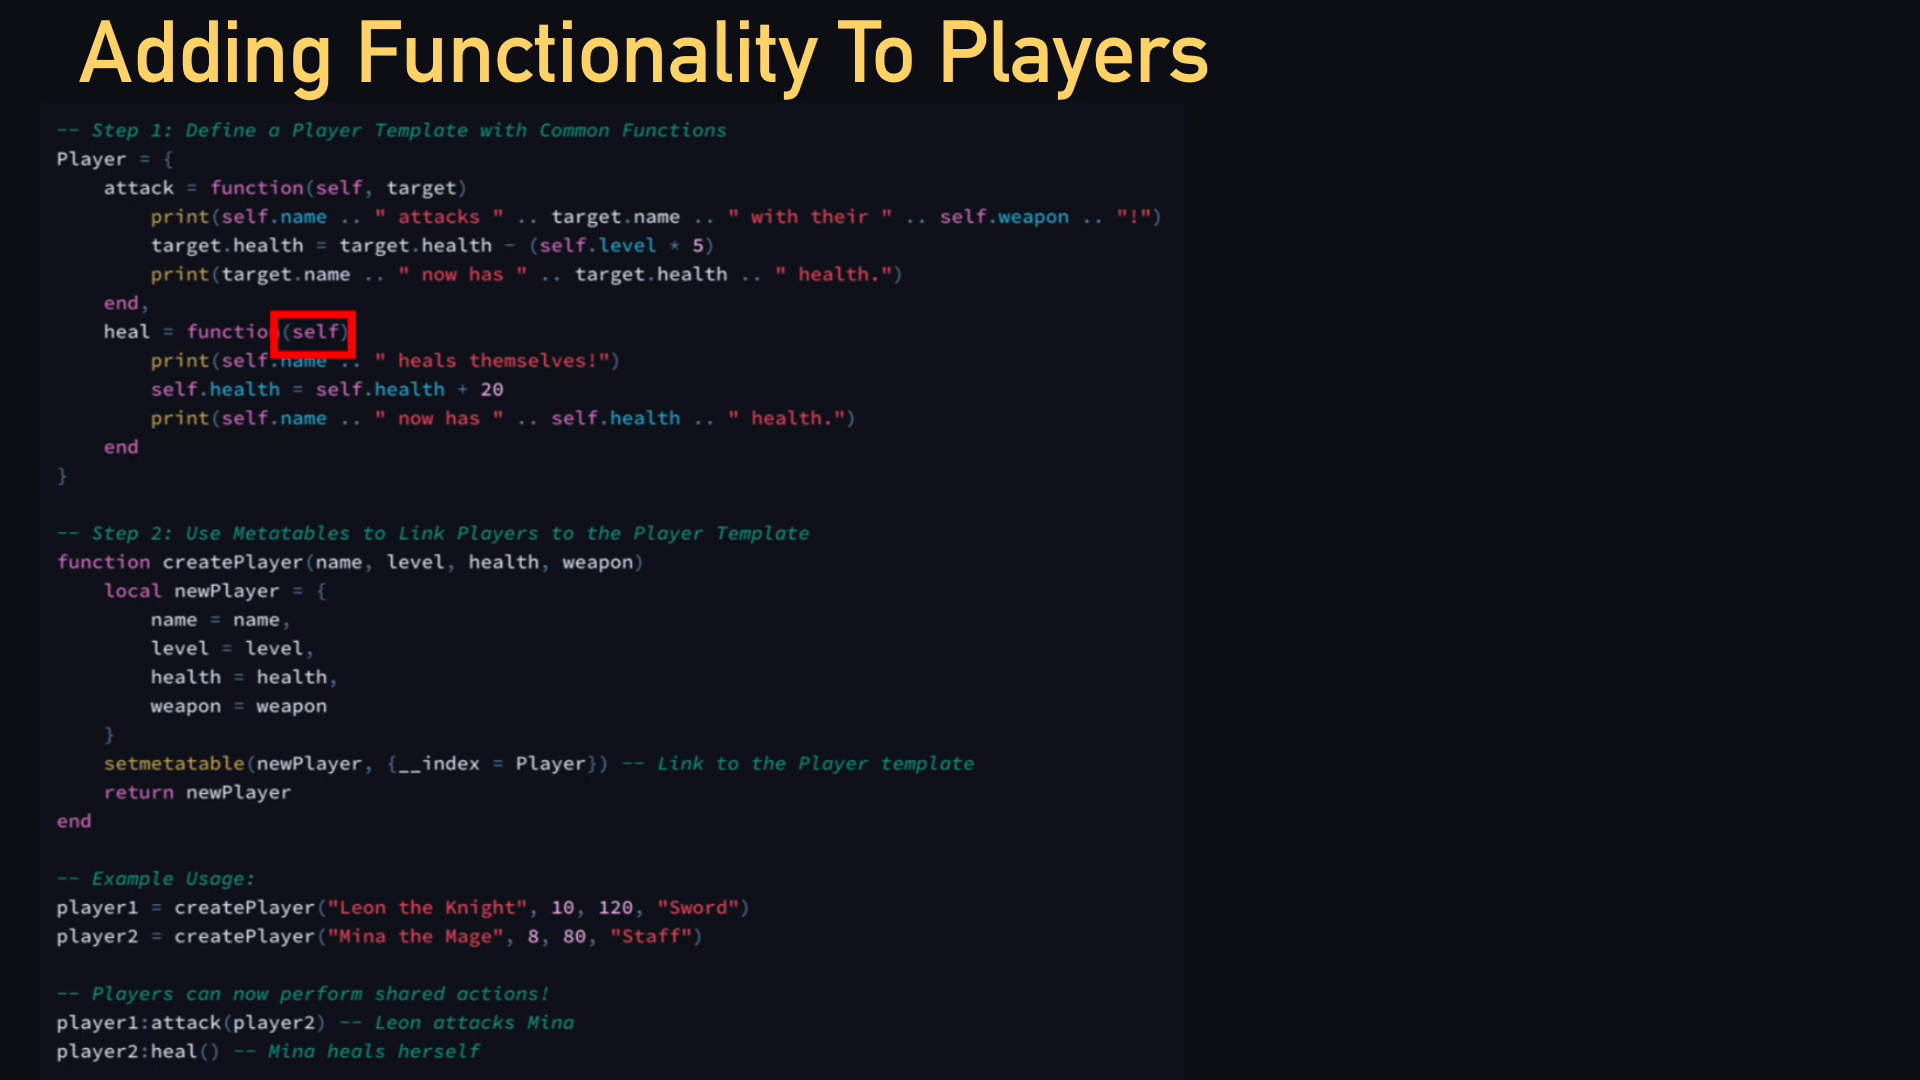 Adding Functionality To Players
-- Step 1: Define a Player Template with Common Functions
Player = {
    attack = function(self, target)
        print(self.name .. " attacks " .. target.name .. " with their " .. self.weapon .. "!")
        target.health = target.health - (self.level * 5)
        print(target.name .. " now has " .. target.health .. " health.")
    end,
    heal = function(self)
        print(self.name .. " heals themselves!")
        self.health = self.health + 20
        print(self.name .. " now has " .. self.health .. " health.")
    end
}
-- Step 2: Use Metatables to Link Players to the Player Template
function createPlayer(name, level, health, weapon)
    local newPlayer = {
        name = name,
        level = level,
        health = health,
        weapon = weapon
    }
    setmetatable(newPlayer, {__index = Player}) -- Link to the Player template
    return newPlayer
end
-- Example Usage:
player1 = createPlayer("Leon the Knight", 10, 120, "Sword")
player2 = createPlayer("Mina the Mage", 8, 80, "Staff")
-- Players can now perform shared actions!
player1:attack(player2) -- Leon attacks Mina
player2:heal() -- Mina heals herself